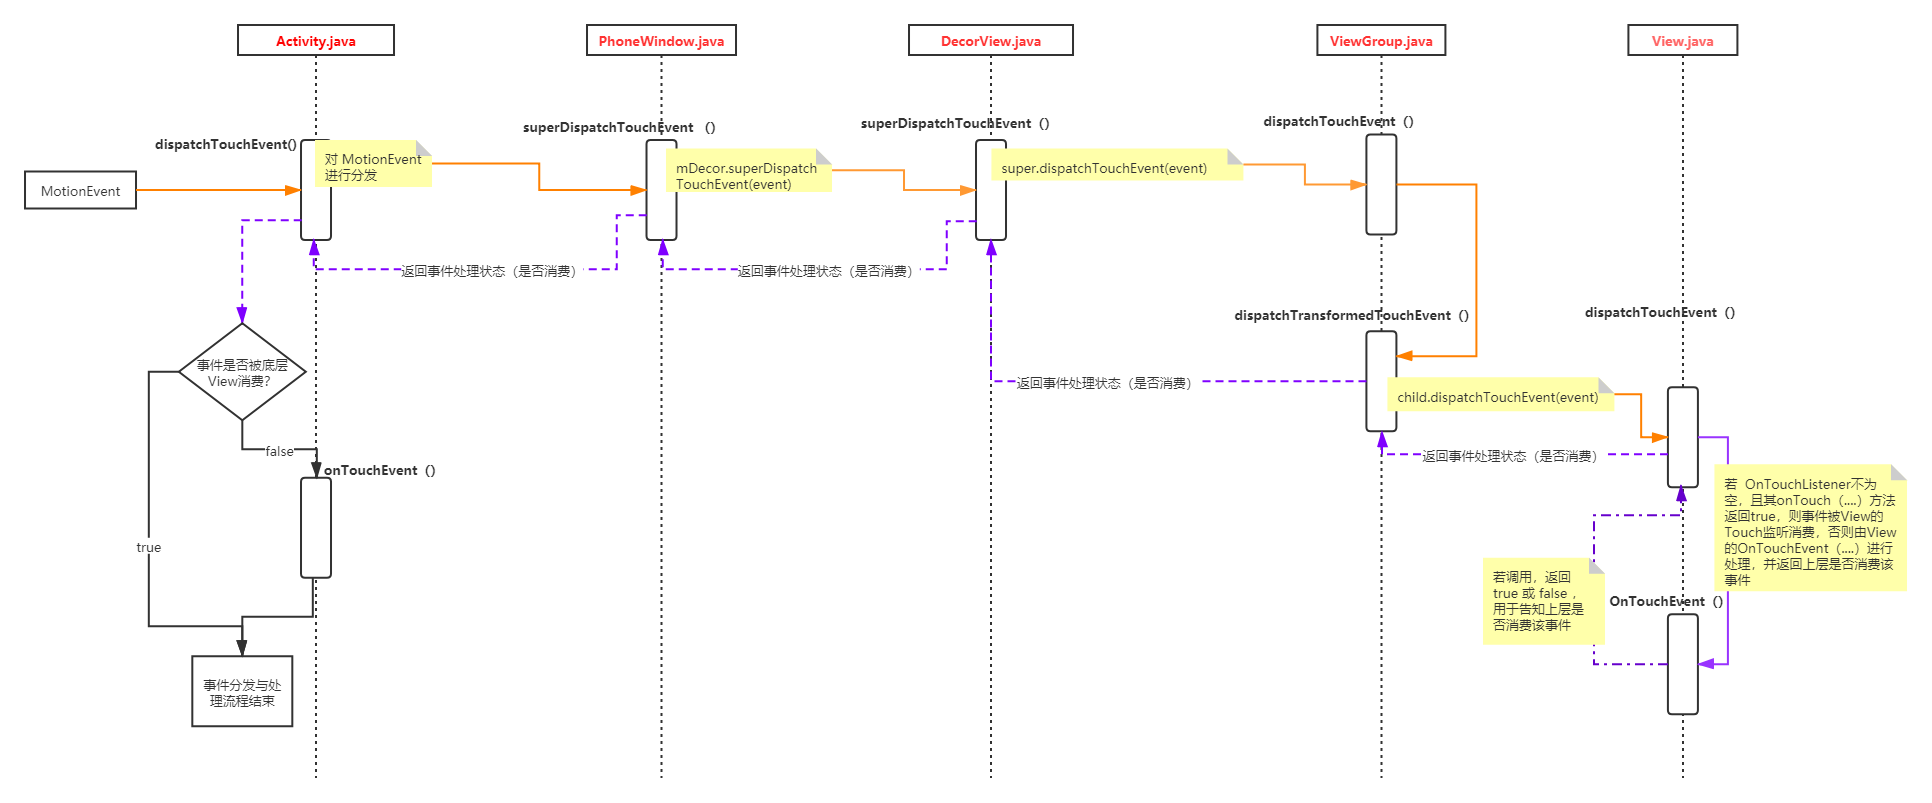 Activity.java
PhoneWindow.java
DecorView.java
ViewGroup.java
View.java
dispatchTouchEvent()
superDispatchTouchEvent （）
superDispatchTouchEvent（）
dispatchTouchEvent（）
MotionEvent
对 MotionEvent
进行分发
mDecor.superDispatch
TouchEvent(event)
super.dispatchTouchEvent(event)
返回事件处理状态（是否消费）
返回事件处理状态（是否消费）
dispatchTransformedTouchEvent（）
dispatchTouchEvent（）
事件是否被底层
View消费？
返回事件处理状态（是否消费）
child.dispatchTouchEvent(event)
false
返回事件处理状态（是否消费）
onTouchEvent（）
若 OnTouchListener不为
空，且其onTouch（....）方法
返回true，则事件被View的
Touch监听消费，否则由View
的OnTouchEvent（....）进行
处理，并返回上层是否消费该
事件
true
若调用，返回
true 或 false ，
用于告知上层是
否消费该事件
OnTouchEvent（）
事件分发与处
理流程结束